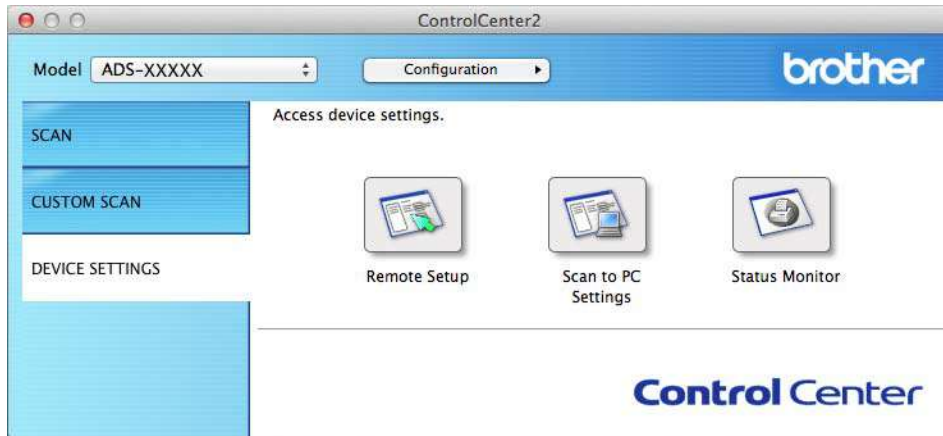 ControlCenter2
Model ADS-XXXXX Configuration
brother
SCAN
CUSTOM SCAN
DEVICE SETTINGS
Access device settings.
Remote Setup
Scan to PC
Settings
Status Monitor
Control Center